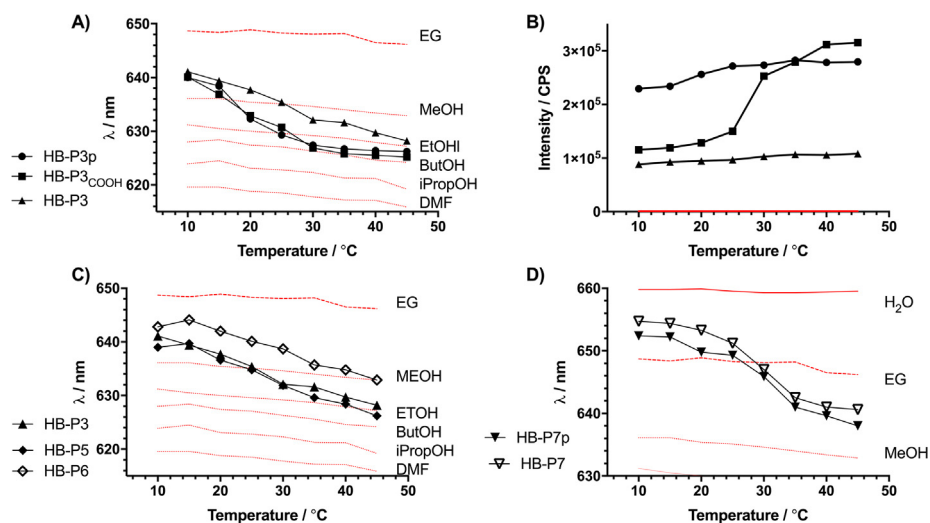 A)
650
640
630
620
λ / nm
10
20
30
40
50
Temperature / °C
EG
MeOH
EtOHl
ButOH
iPropOH
DMF
HB-P3p
HB-P3COOH
HB-P3
B)
3×10⁵
2×10⁵
1×10⁵
0
Intensity / CPS
0
10
20
30
40
50
Temperature / °C
C)
650
640
630
620
λ / nm
10
20
30
40
50
Temperature / °C
EG
MEOH
ETOH
ButOH
iPropOH
DMF
HB-P3
HB-P5
HB-P6
D)
660
650
640
630
λ / nm
0
10
20
30
40
50
Temperature / °C
H₂O
EG
MeOH
HB-P7p
HB-P7